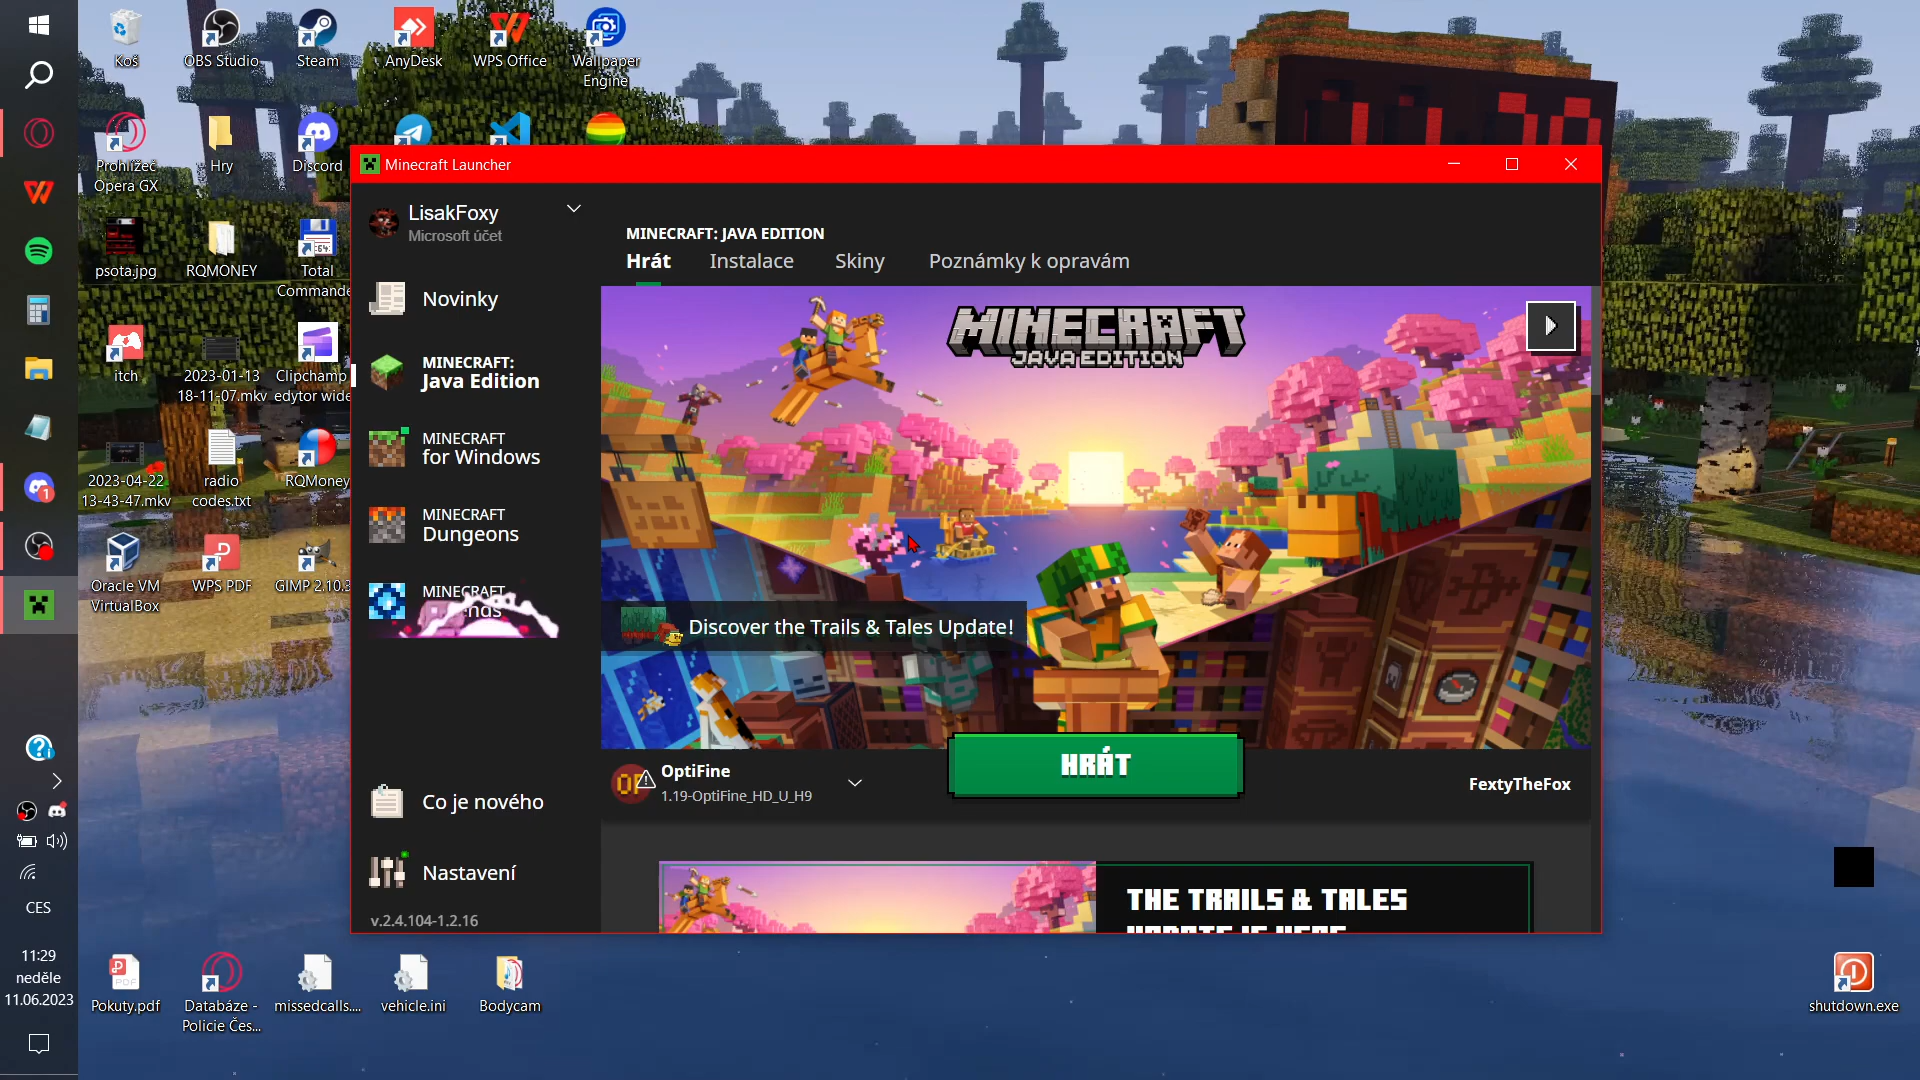 Koš
OBS Studio
Steam
AnyDesk
WPS Office
Wallpaper
Engine
Prohlížeč
Opera GX
Hry
Discord
psota.jpg
RQMONEY
Total
Commande
itch
2023-01-13
18-11-07.mkv
Clipchamp
edytor wide
2023-04-22
13-43-47.mkv
radio
codes.txt
RQMoney
Oracle VM
VirtualBox
WPS PDF
GIMP 2.10.3
Minecraft Launcher
LisakFoxy
Microsoft účet
Novinky
MINECRAFT:
Java Edition
MINECRAFT
for Windows
MINECRAFT
Dungeons
MINECRAFT
nds
Co je nového
Nastavení
v.2.4.104-1.2.16
MINECRAFT: JAVA EDITION
Hrát
Instalace
Skiny
Poznámky k opravám
MINECRAFT
JAVA EDITION
Discover the Trails & Tales Update!
OptiFine
1.19-OptiFine_HD_U_H9
HRÁT
FextyTheFox
THE TRAILS & TALES
UPDATE IS HERE
1
CES
11:29
neděle
11.06.2023
Pokuty.pdf
Databáze -
Policie Čes...
missedcalls....
vehicle.ini
Bodycam
shutdown.exe